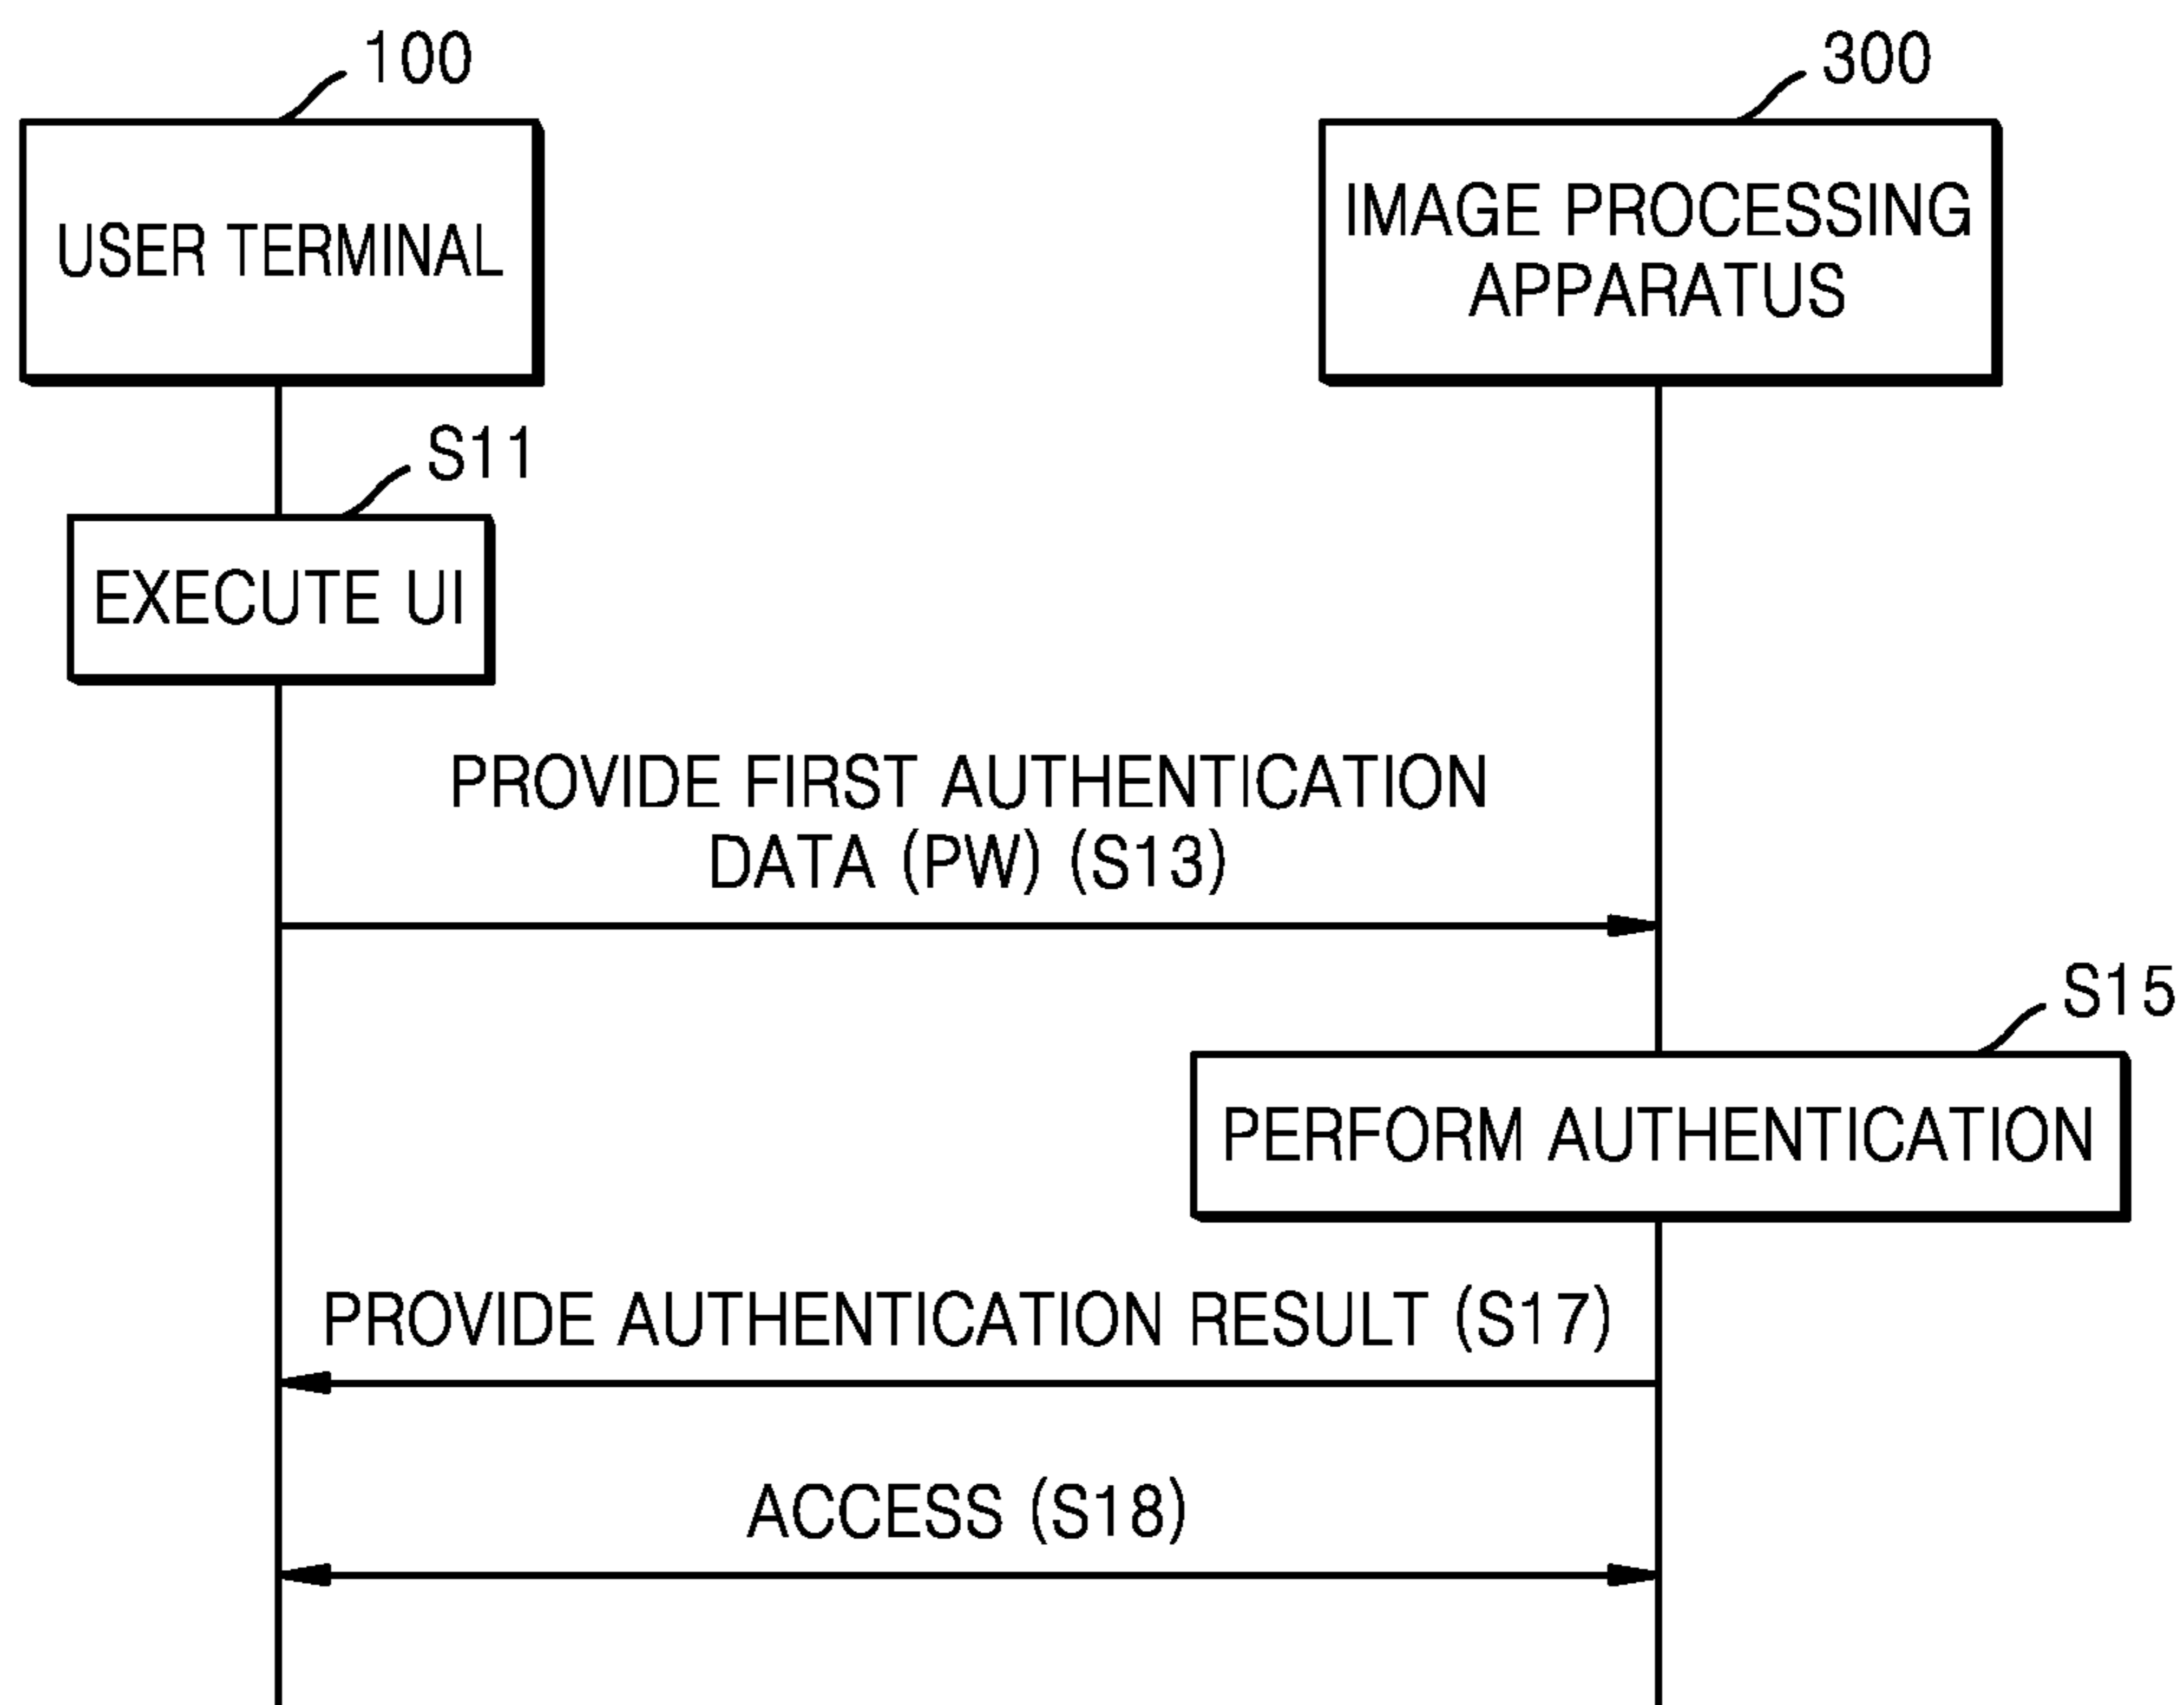 100
300
USER TERMINAL
IMAGE PROCESSING
APPARATUS
S11
EXECUTE UI
PROVIDE FIRST AUTHENTICATION
DATA (PW) (S13)
S15
PERFORM AUTHENTICATION
PROVIDE AUTHENTICATION RESULT (S17)
ACCESS (S18)